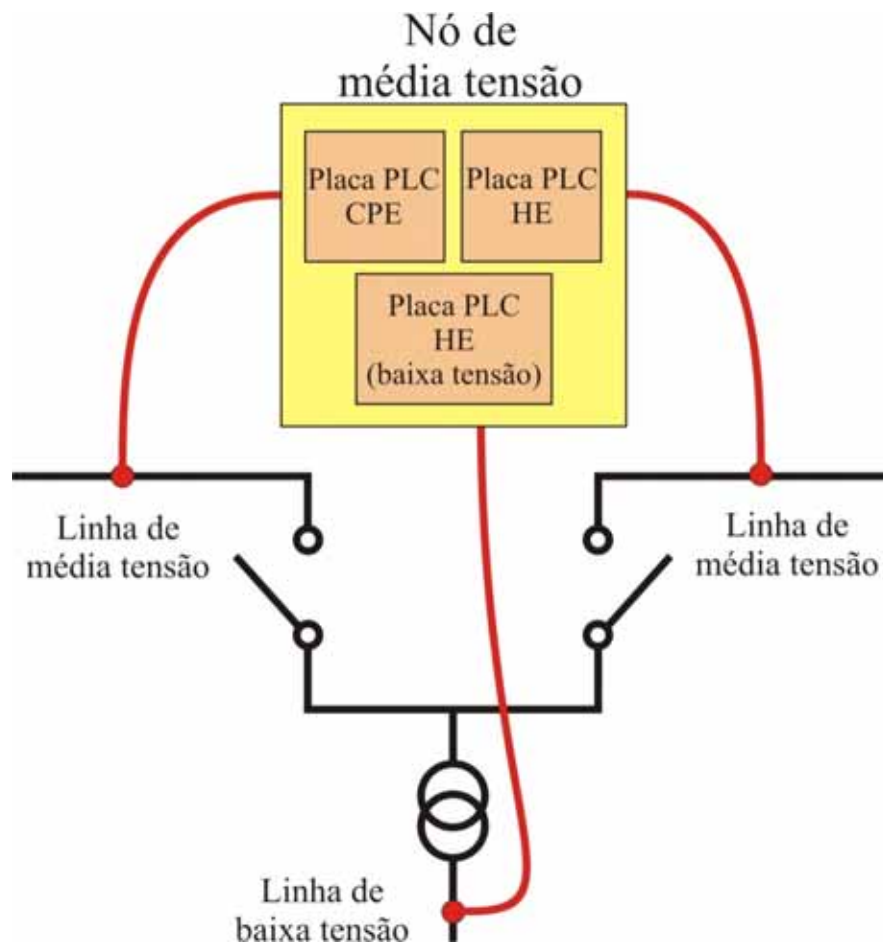 Nó de
média tensão
Placa PLC
CPE
Placa PLC
HE
Placa PLC
HE
(baixa tensão)
Linha de
média tensão
Linha de
média tensão
Linha de
baixa tensão